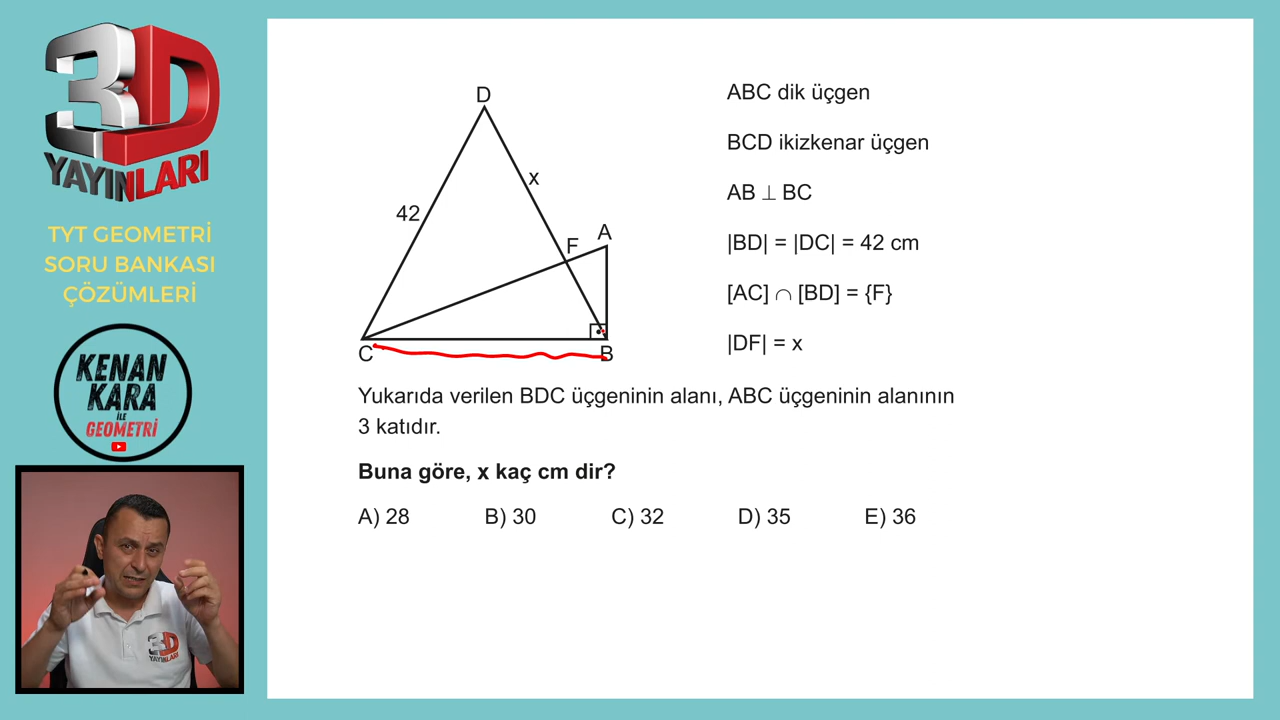 3D
YAYINLARI
TYT GEOMETRİ
SORU BANKASI
ÇÖZÜMLERİ
KENAN
KARA
İLE
GEOMETRİ
3D
YAYINLARI
D
x
42
F
A
C
B
ABC dik üçgen
BCD ikizkenar üçgen
AB ⊥ BC
|BD| = |DC| = 42 cm
[AC] ∩ [BD] = {F}
|DF| = x
Yukarıda verilen BDC üçgeninin alanı, ABC üçgeninin alanının
3 katıdır.
Buna göre, x kaç cm dir?
A) 28 B) 30 C) 32 D) 35 E) 36